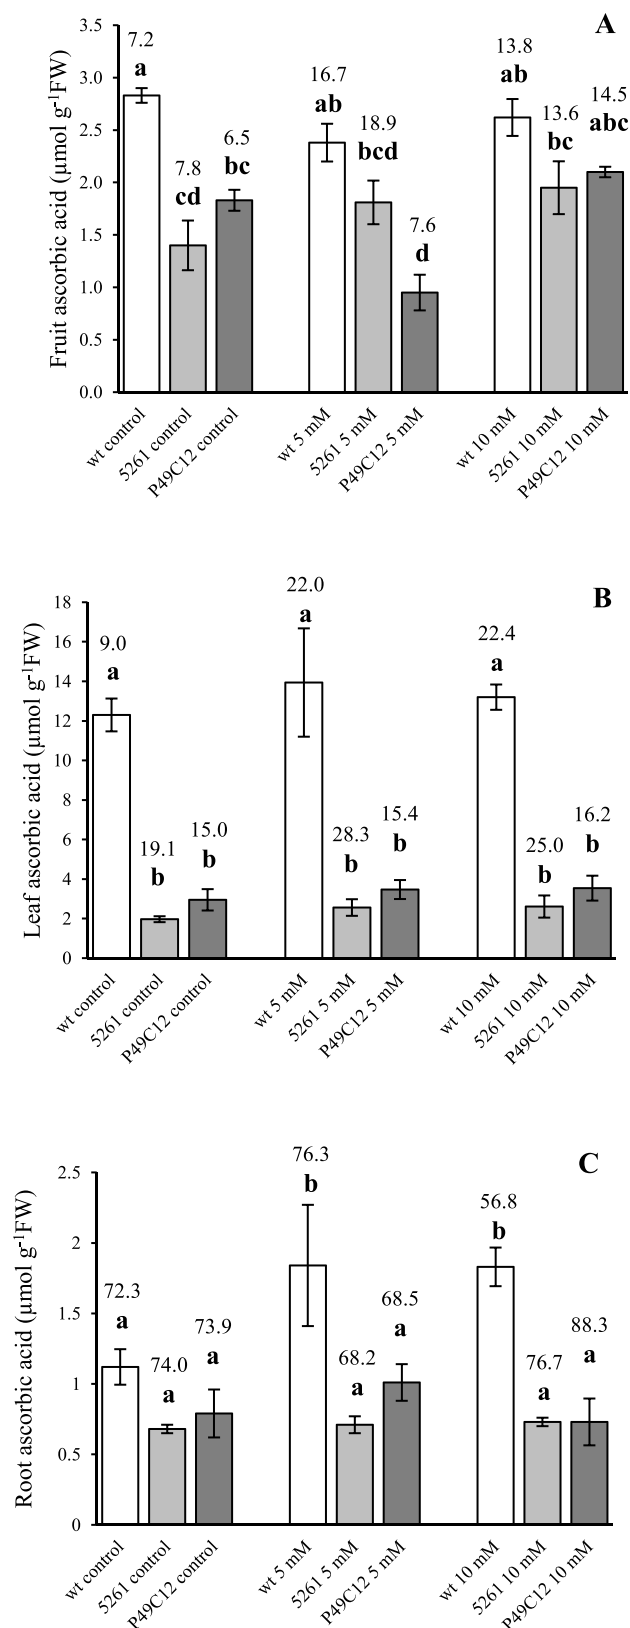 A
Fruit ascorbic acid (µmol g-1FW)
3.5
3.0
2.5
2.0
1.5
1.0
0.5
0.0
7.2
a
7.8
cd
6.5
bc
16.7
ab
18.9
bcd
7.6
d
13.8
ab
13.6
bc
14.5
abc
wt control
5261 control
P49C12 control
wt 5 mM
5261 5 mM
P49C12 5 mM
wt 10 mM
5261 10 mM
P49C12 10 mM
B
Leaf ascorbic acid (µmol g-1FW)
18
16
14
12
10
8
6
4
2
0
9.0
a
19.1
b
15.0
b
22.0
a
28.3
b
15.4
b
22.4
a
25.0
b
16.2
b
wt control
5261 control
P49C12 control
wt 5 mM
5261 5 mM
P49C12 5 mM
wt 10 mM
5261 10 mM
P49C12 10 mM
C
Root ascorbic acid (µmol g-1FW)
2.5
2
1.5
1
0.5
0
72.3
a
74.0
a
73.9
a
76.3
b
68.2
a
68.5
a
56.8
b
76.7
a
88.3
a
wt control
5261 control
P49C12 control
wt 5 mM
5261 5 mM
P49C12 5 mM
wt 10 mM
5261 10 mM
P49C12 10 mM